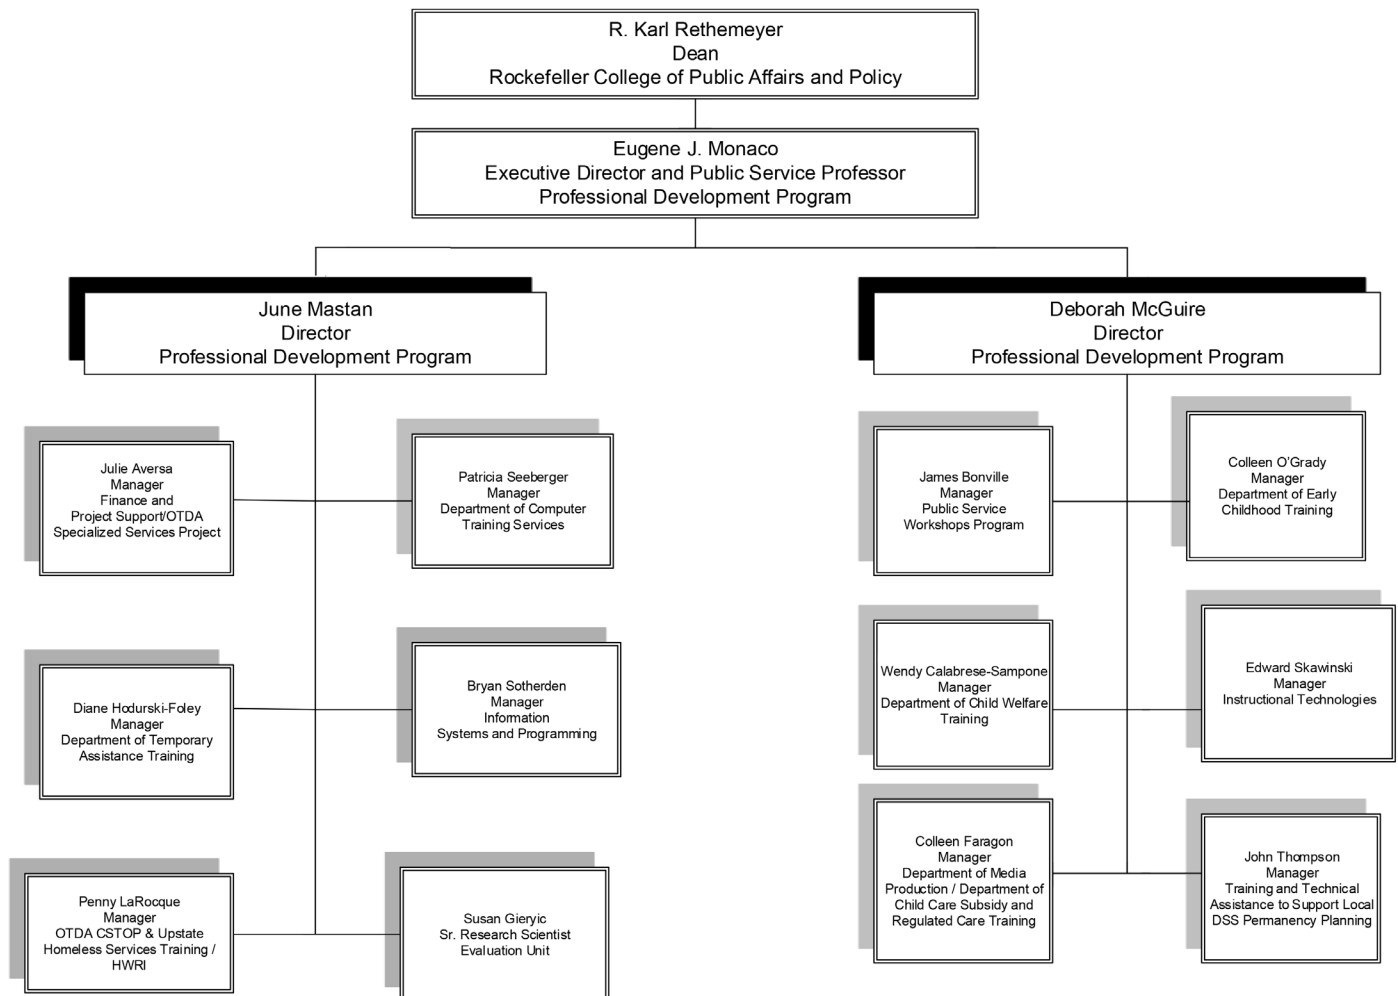 R. Karl Rethemeyer
Dean
Rockefeller College of Public Affairs and Policy
Eugene J. Monaco
Executive Director and Public Service Professor
Professional Development Program
June Mastan
Director
Professional Development Program
Deborah McGuire
Director
Professional Development Program
Julie Aversa
Manager
Finance and
Project Support/OTDA
Specialized Services Project
Patricia Seeberger
Manager
Department of Computer
Training Services
James Bonville
Manager
Public Service
Workshops Program
Colleen O'Grady
Manager
Department of Early
Childhood Training
Diane Hodurski-Foley
Manager
Department of Temporary
Assistance Training
Bryan Sotherden
Manager
Information
Systems and Programming
Wendy Calabrese-Sampone
Manager
Department of Child Welfare
Training
Edward Skawinski
Manager
Instructional Technologies
Penny LaRocque
Manager
OTDA CSTOP & Upstate
Homeless Services Training /
HWRI
Susan Gieryic
Sr. Research Scientist
Evaluation Unit
Colleen Faragon
Manager
Department of Media
Production / Department of
Child Care Subsidy and
Regulated Care Training
John Thompson
Manager
Training and Technical
Assistance to Support Local
DSS Permanency Planning